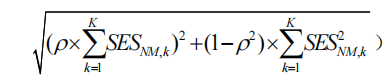 √((ρ×∑_{k=1}^{K} SES_{NM,k})² + (1−ρ²)×∑_{k=1}^{K} SES²_{NM,k} ）